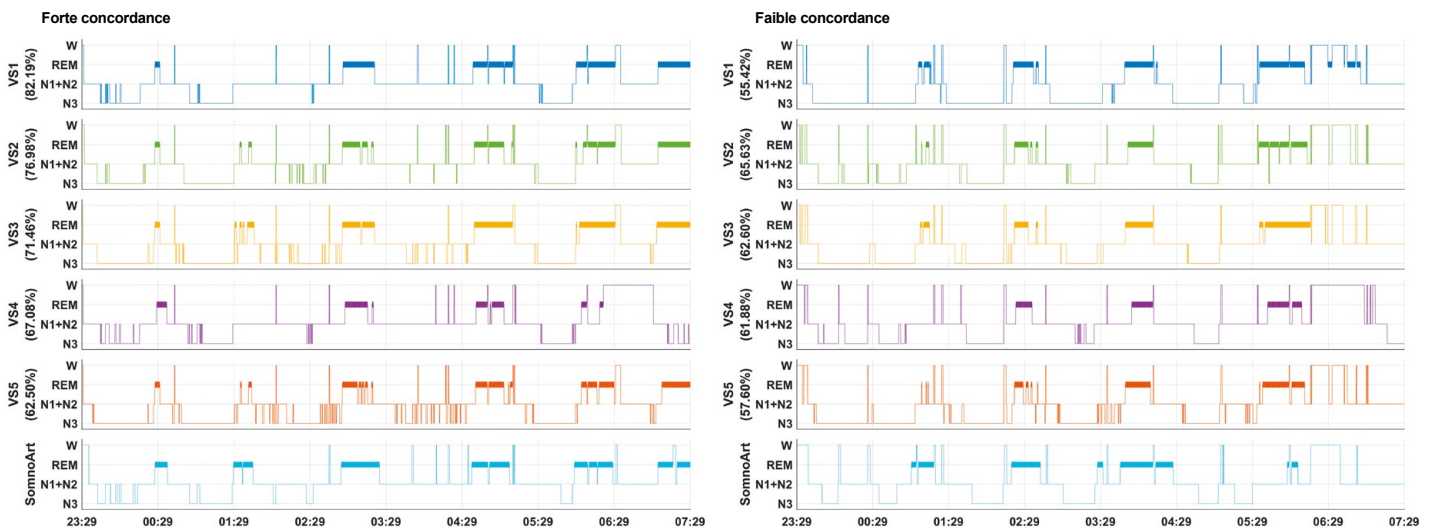 Forte concordance
VS1
(82.19%)
W
REM
N1+N2
N3
VS2
(76.98%)
W
REM
N1+N2
N3
VS3
(71.46%)
W
REM
N1+N2
N3
VS4
(67.08%)
W
REM
N1+N2
N3
VS5
(62.50%)
W
REM
N1+N2
N3
SomnoArt
W
REM
N1+N2
N3
23:29 00:29 01:29 02:29 03:29 04:29 05:29 06:29 07:29
Faible concordance
VS1
(55.42%)
W
REM
N1+N2
N3
VS2
(65.63%)
W
REM
N1+N2
N3
VS3
(62.60%)
W
REM
N1+N2
N3
VS4
(61.88%)
W
REM
N1+N2
N3
VS5
(57.60%)
W
REM
N1+N2
N3
SomnoArt
W
REM
N1+N2
N3
23:29 00:29 01:29 02:29 03:29 04:29 05:29 06:29 07:29